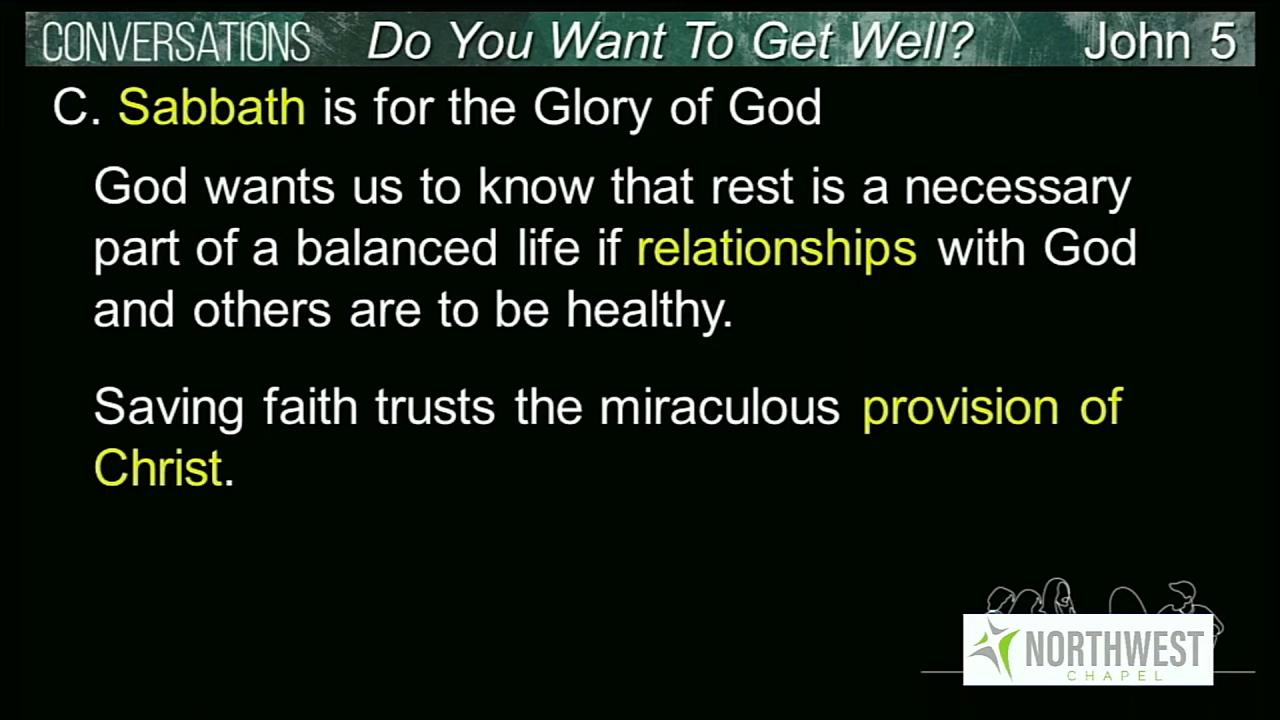 CONVERSATIONS Do You Want To Get Well? John 5
C. Sabbath is for the Glory of God
God wants us to know that rest is a necessary
part of a balanced life if relationships with God
and others are to be healthy.
Saving faith trusts the miraculous provision of
Christ.
NORTHWEST
CHAPEL